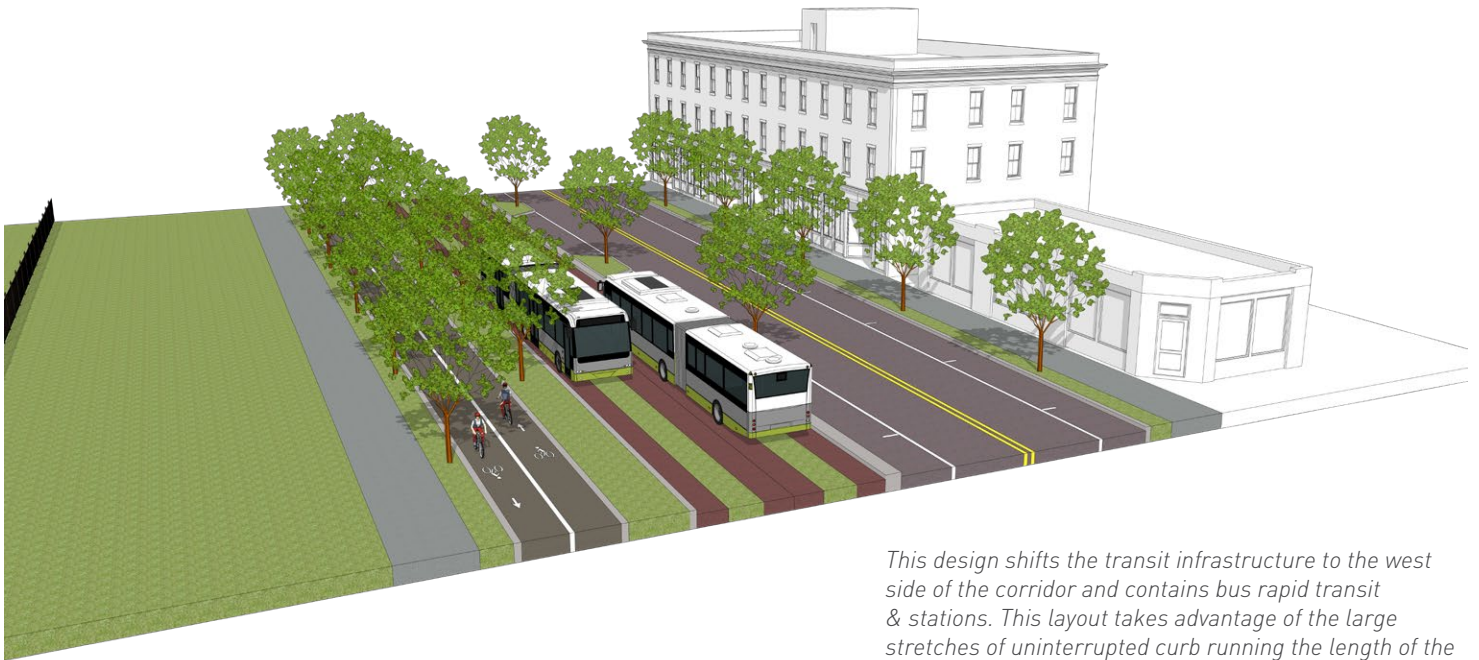 This design shifts the transit infrastructure to the west
side of the corridor and contains bus rapid transit
& stations. This layout takes advantage of the large
stretches of uninterrupted curb running the length of the